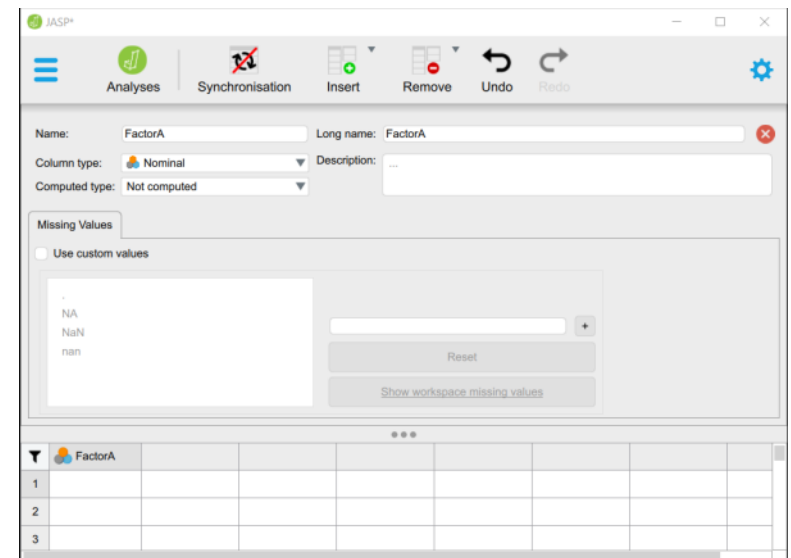 JASP*
Analyses Synchronisation Insert Remove Undo Redo
Name: FactorA Long name: FactorA
Column type: Nominal Description: ...
Computed type: Not computed
Missing Values
Use custom values
.
NA
NaN
nan
+
Reset
Show workspace missing values
FactorA
1
2
3